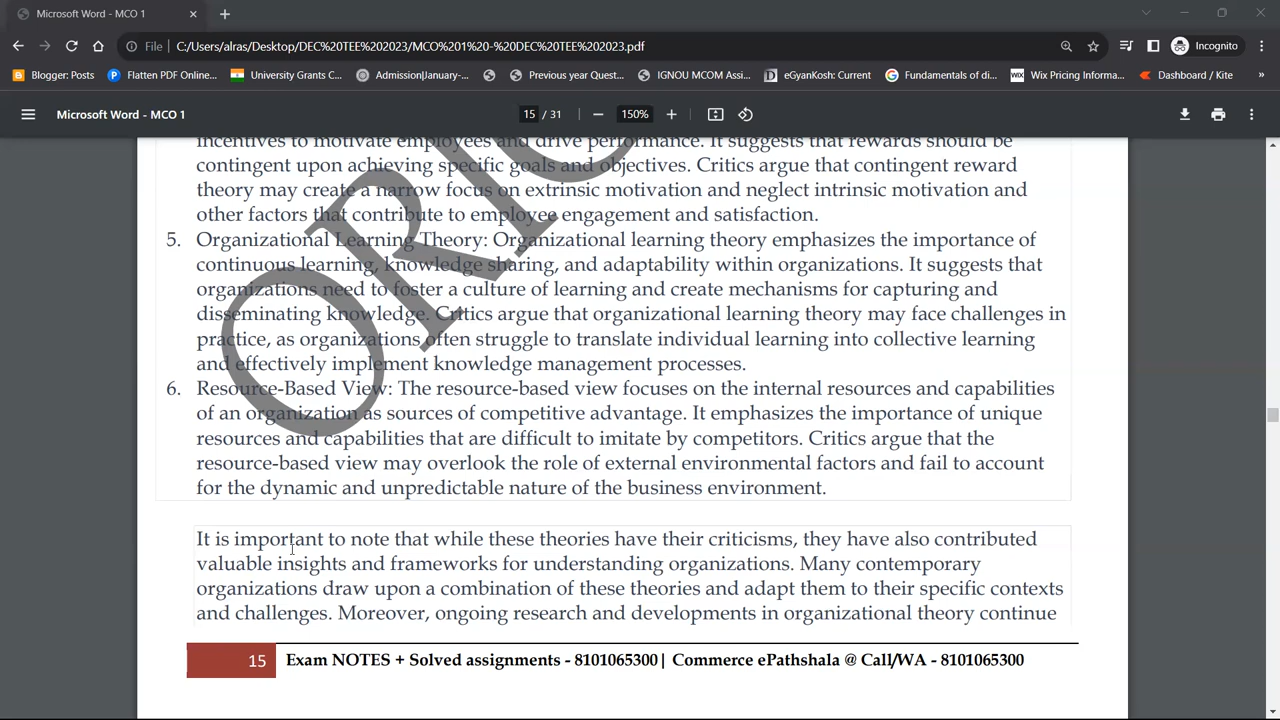 Microsoft Word - MCO 1
File C:/Users/alras/Desktop/DEC%20TEE%202023/MCO%201%20-%20DEC%20TEE%202023.pdf
Incognito
Blogger: Posts
Flatten PDF Online...
University Grants C...
Admission|January-...
Previous year Quest...
IGNOU MCOM Assi...
eGyanKosh: Current
Fundamentals of di...
Wix Pricing Informa...
Dashboard / Kite
»
Microsoft Word - MCO 1
15 / 31
150%
incentives to motivate employees and drive performance. It suggests that rewards should be
contingent upon achieving specific goals and objectives. Critics argue that contingent reward
theory may create a narrow focus on extrinsic motivation and neglect intrinsic motivation and
other factors that contribute to employee engagement and satisfaction.
5. Organizational Learning Theory: Organizational learning theory emphasizes the importance of
continuous learning, knowledge sharing, and adaptability within organizations. It suggests that
organizations need to foster a culture of learning and create mechanisms for capturing and
disseminating knowledge. Critics argue that organizational learning theory may face challenges in
practice, as organizations often struggle to translate individual learning into collective learning
and effectively implement knowledge management processes.
6. Resource-Based View: The resource-based view focuses on the internal resources and capabilities
of an organization as sources of competitive advantage. It emphasizes the importance of unique
resources and capabilities that are difficult to imitate by competitors. Critics argue that the
resource-based view may overlook the role of external environmental factors and fail to account
for the dynamic and unpredictable nature of the business environment.
It is important to note that while these theories have their criticisms, they have also contributed
valuable insights and frameworks for understanding organizations. Many contemporary
organizations draw upon a combination of these theories and adapt them to their specific contexts
and challenges. Moreover, ongoing research and developments in organizational theory continue
15 Exam NOTES + Solved assignments - 8101065300| Commerce ePathshala @ Call/WA - 8101065300